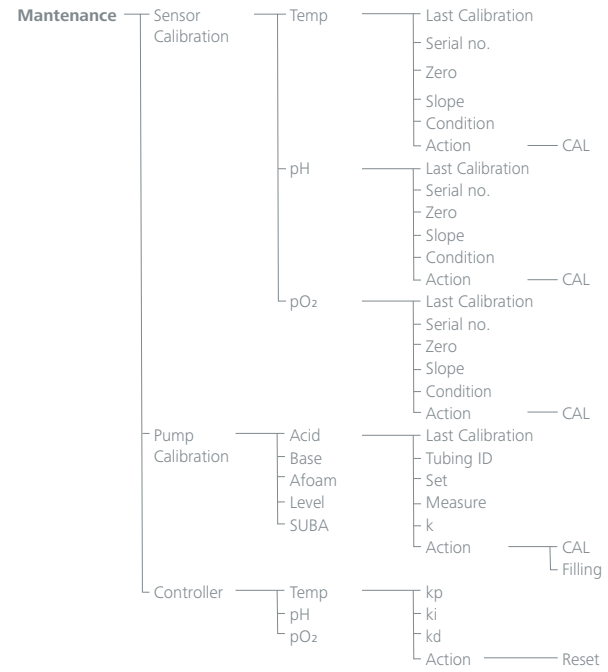 Mantenance Sensor Temp Last Calibration
Calibration
Serial no.
Zero
Slope
Condition
Action CAL
pH Last Calibration
Serial no.
Zero
Slope
Condition
Action CAL
pO₂ Last Calibration
Serial no.
Zero
Slope
Condition
Action CAL
Pump Acid Last Calibration
Calibration Base Tubing ID
Afoam Set
Level Measure
SUBA k
Action CAL
Filling
Controller Temp kp
pH ki
pO₂ kd
Action Reset